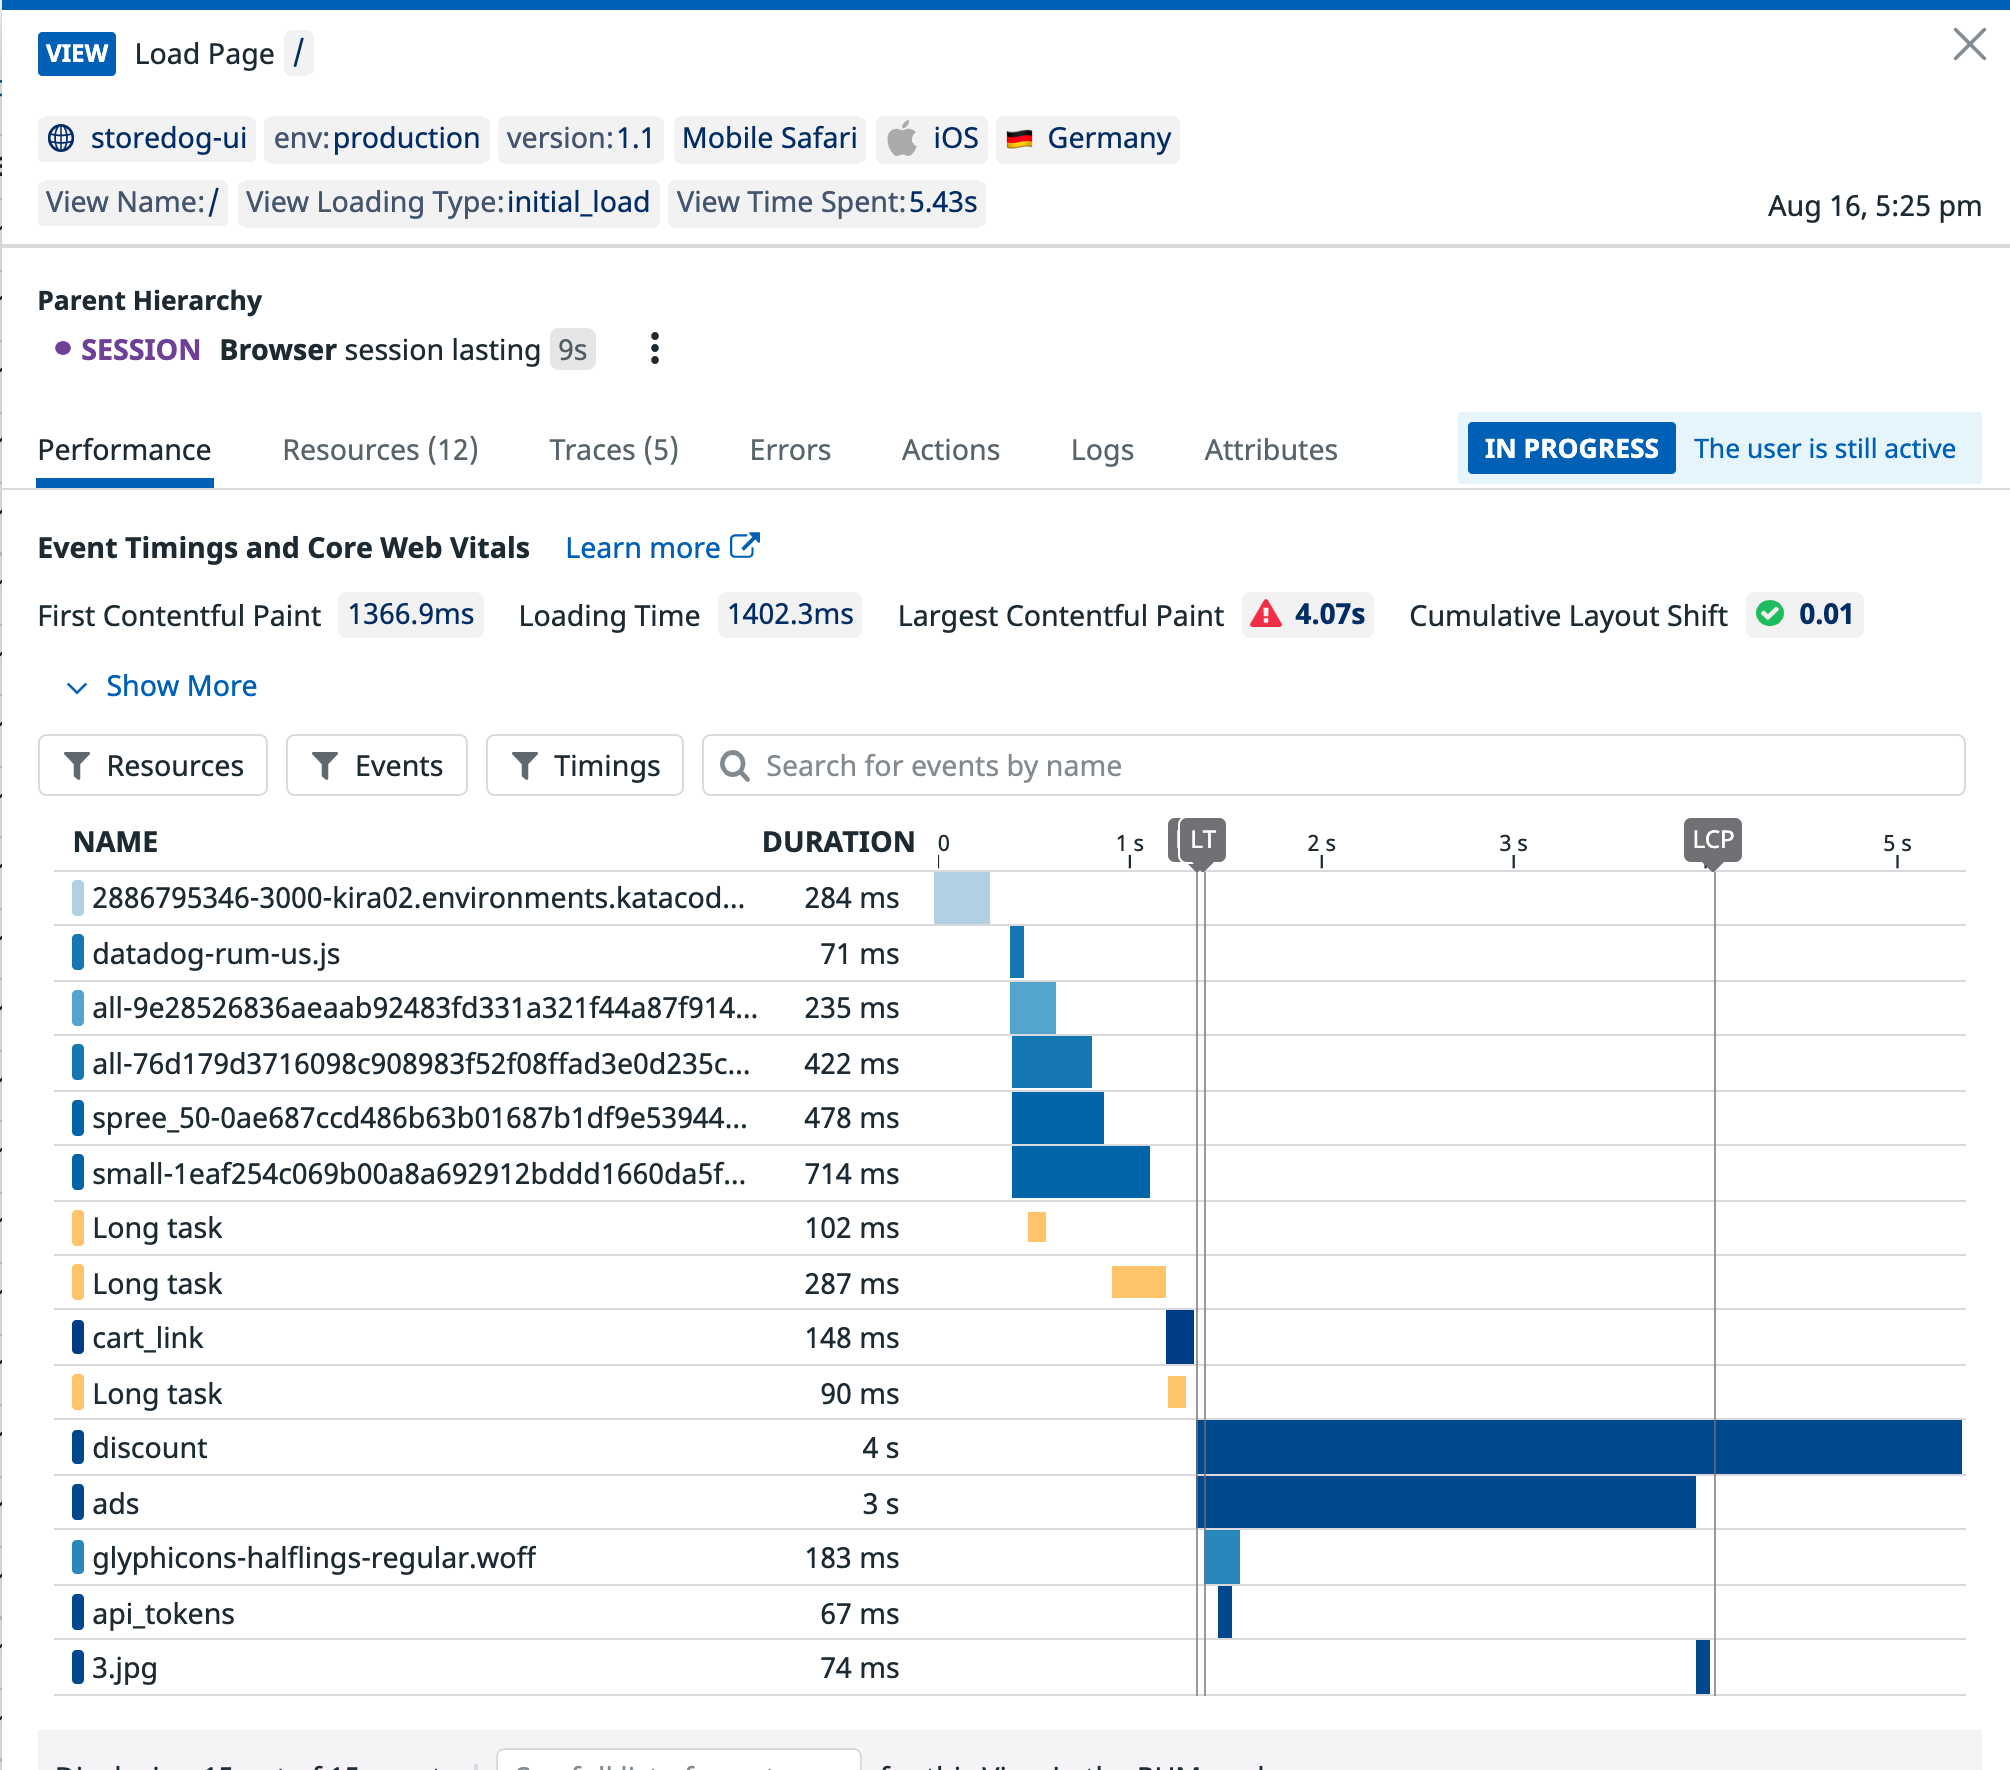 VIEW Load Page /
storedog-ui env:production version:1.1 Mobile Safari iOS Germany
View Name:/ View Loading Type:initial_load View Time Spent:5.43s Aug 16, 5:25 pm
Parent Hierarchy
SESSION Browser session lasting 9s
Performance Resources (12) Traces (5) Errors Actions Logs Attributes IN PROGRESS The user is still active
Event Timings and Core Web Vitals Learn more
First Contentful Paint 1366.9ms Loading Time 1402.3ms Largest Contentful Paint 4.07s Cumulative Layout Shift 0.01
Show More
Resources Events Timings Search for events by name
NAME DURATION 0 1 s LT 2 s 3 s LCP 5 s
2886795346-3000-kira02.environments.katacod... 284 ms
datadog-rum-us.js 71 ms
all-9e28526836aeaab92483fd331a321f44a87f914... 235 ms
all-76d179d3716098c908983f52f08ffad3e0d235c... 422 ms
spree_50-0ae687ccd486b63b01687b1df9e53944... 478 ms
small-1eaf254c069b00a8a692912bddd1660da5f... 714 ms
Long task 102 ms
Long task 287 ms
cart_link 148 ms
Long task 90 ms
discount 4 s
ads 3 s
glyphicons-halflings-regular.woff 183 ms
api_tokens 67 ms
3.jpg 74 ms